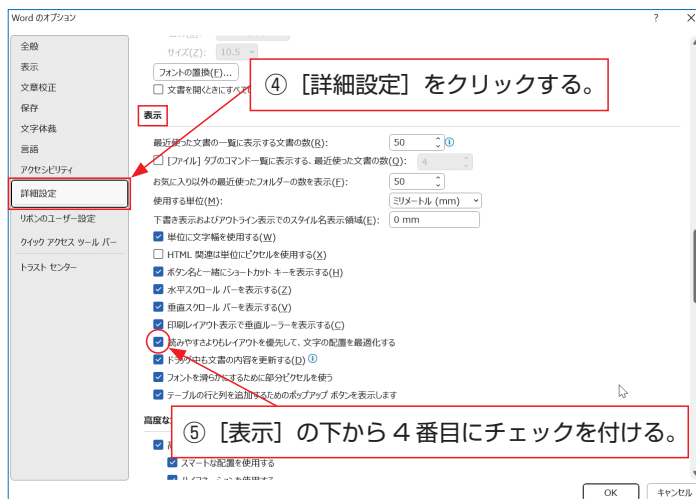 Word のオプション
? ×
全般
表示
文章校正
保存
文字体裁
言語
アクセシビリティ
詳細設定
リボンのユーザー設定
クイック アクセス ツール バー
トラスト センター
サイズ(Z): 10.5
フォントの置換(F)...
文書を開くときにすべて
④［詳細設定］をクリックする。
表示
最近使った文書の一覧に表示する文書の数(R): 50
[ファイル] タブのコマンド一覧に表示する、最近使った文書の数(Q): 4
お気に入り以外の最近使ったフォルダーの数を表示(F): 50
使用する単位(M): ミリメートル (mm)
下書き表示およびアウトライン表示でのスタイル名表示領域(E): 0 mm
単位に文字幅を使用する(W)
HTML 関連は単位にピクセルを使用する(X)
ボタン名と一緒にショートカット キーを表示する(H)
水平スクロール バーを表示する(Z)
垂直スクロール バーを表示する(V)
印刷レイアウト表示で垂直ルーラーを表示する(C)
読みやすさよりもレイアウトを優先して、文字の配置を最適化する
ドラッグ中も文書の内容を更新する(D)
フォントを滑らかにするために部分ピクセルを使う
テーブルの行と列を追加するためのポップアップ ボタンを表示します
高度な
⑤［表示］の下から 4 番目にチェックを付ける。
スマートな配置を使用する
OK キャンセル